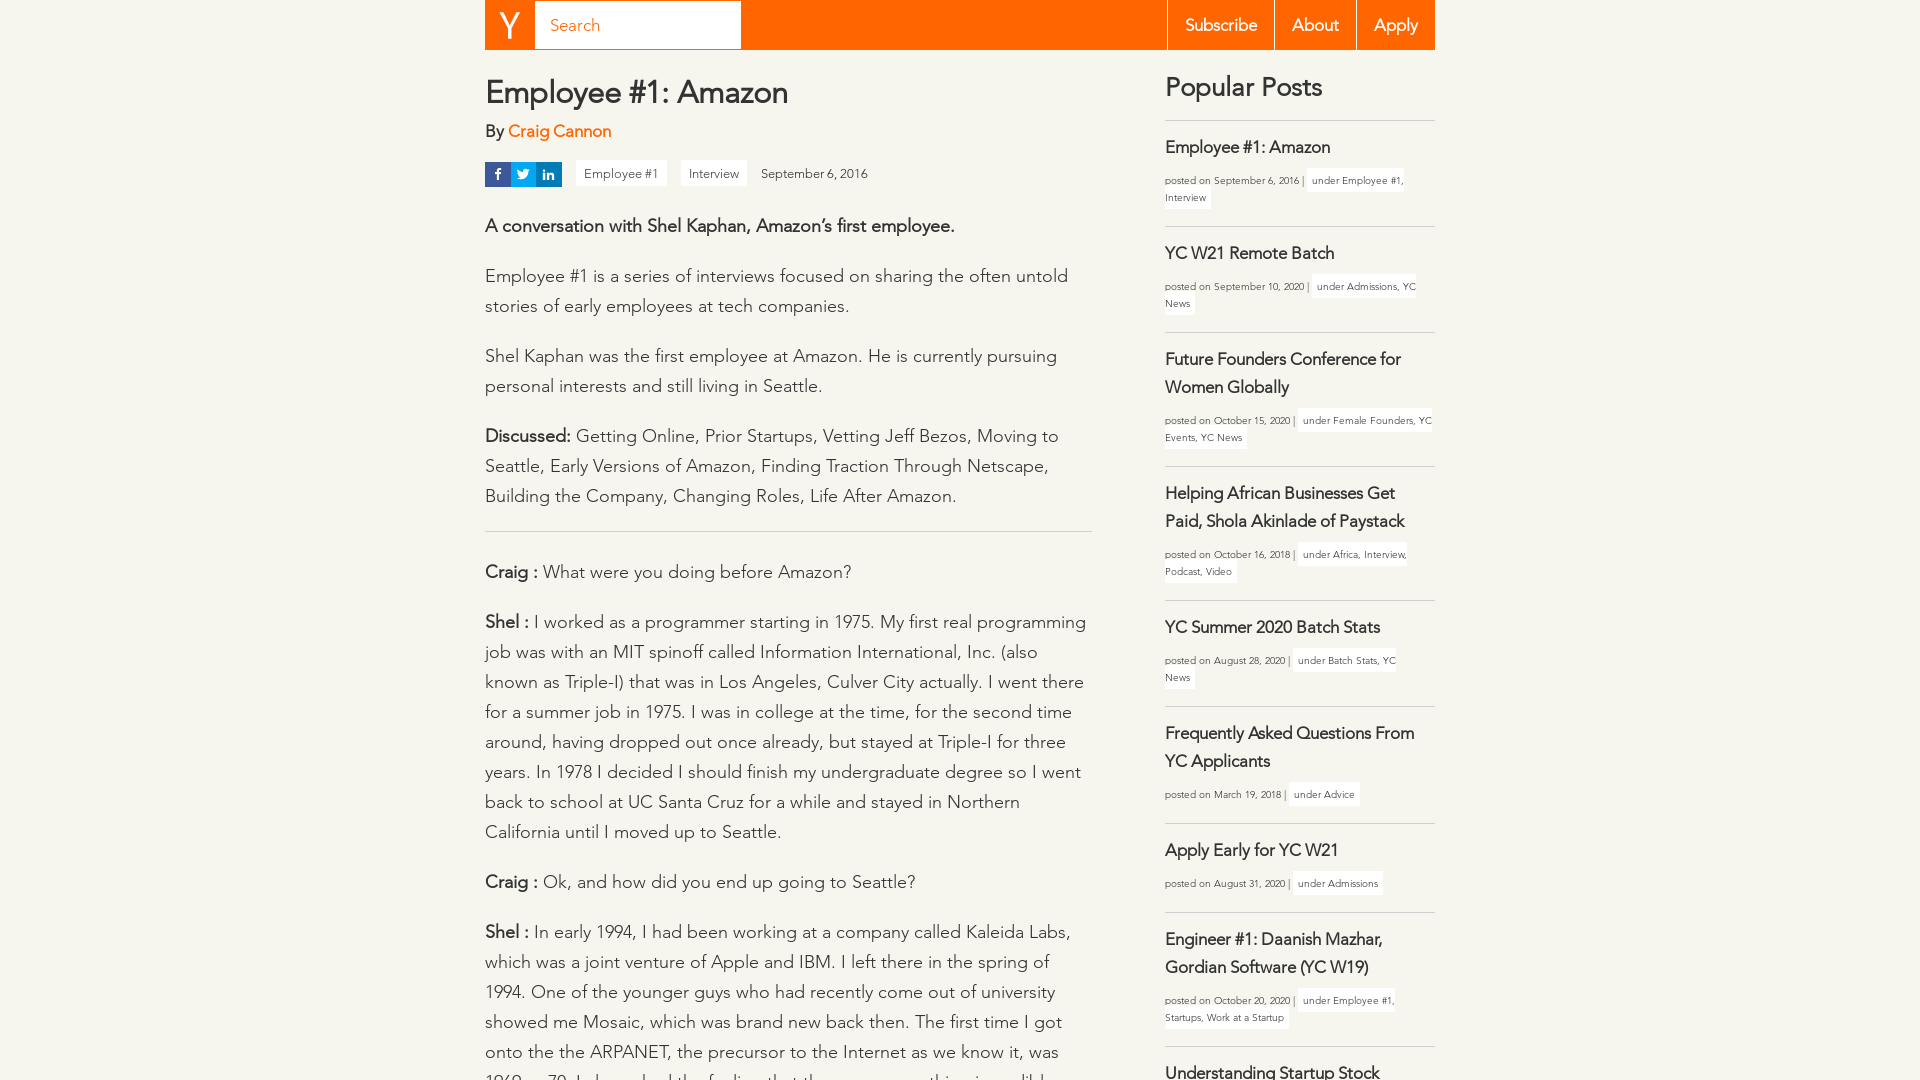 Y
Search
Subscribe
About
Apply
Employee #1: Amazon
By Craig Cannon
f
in
Employee #1
Interview
September 6, 2016
A conversation with Shel Kaphan, Amazon’s first employee.
Employee #1 is a series of interviews focused on sharing the often untold
stories of early employees at tech companies.
Shel Kaphan was the first employee at Amazon. He is currently pursuing
personal interests and still living in Seattle.
Discussed: Getting Online, Prior Startups, Vetting Jeff Bezos, Moving to
Seattle, Early Versions of Amazon, Finding Traction Through Netscape,
Building the Company, Changing Roles, Life After Amazon.
Craig : What were you doing before Amazon?
Shel : I worked as a programmer starting in 1975. My first real programming
job was with an MIT spinoff called Information International, Inc. (also
known as Triple-I) that was in Los Angeles, Culver City actually. I went there
for a summer job in 1975. I was in college at the time, for the second time
around, having dropped out once already, but stayed at Triple-I for three
years. In 1978 I decided I should finish my undergraduate degree so I went
back to school at UC Santa Cruz for a while and stayed in Northern
California until I moved up to Seattle.
Craig : Ok, and how did you end up going to Seattle?
Shel : In early 1994, I had been working at a company called Kaleida Labs,
which was a joint venture of Apple and IBM. I left there in the spring of
1994. One of the younger guys who had recently come out of university
showed me Mosaic, which was brand new back then. The first time I got
onto the the ARPANET, the precursor to the Internet as we know it, was
Popular Posts
Employee #1: Amazon
posted on September 6, 2016 | under Employee #1,
Interview
YC W21 Remote Batch
posted on September 10, 2020 | under Admissions, YC
News
Future Founders Conference for
Women Globally
posted on October 15, 2020 | under Female Founders, YC
Events, YC News
Helping African Businesses Get
Paid, Shola Akinlade of Paystack
posted on October 16, 2018 | under Africa, Interview,
Podcast, Video
YC Summer 2020 Batch Stats
posted on August 28, 2020 | under Batch Stats, YC
News
Frequently Asked Questions From
YC Applicants
posted on March 19, 2018 | under Advice
Apply Early for YC W21
posted on August 31, 2020 | under Admissions
Engineer #1: Daanish Mazhar,
Gordian Software (YC W19)
posted on October 20, 2020 | under Employee #1,
Startups, Work at a Startup
Understanding Startup Stock